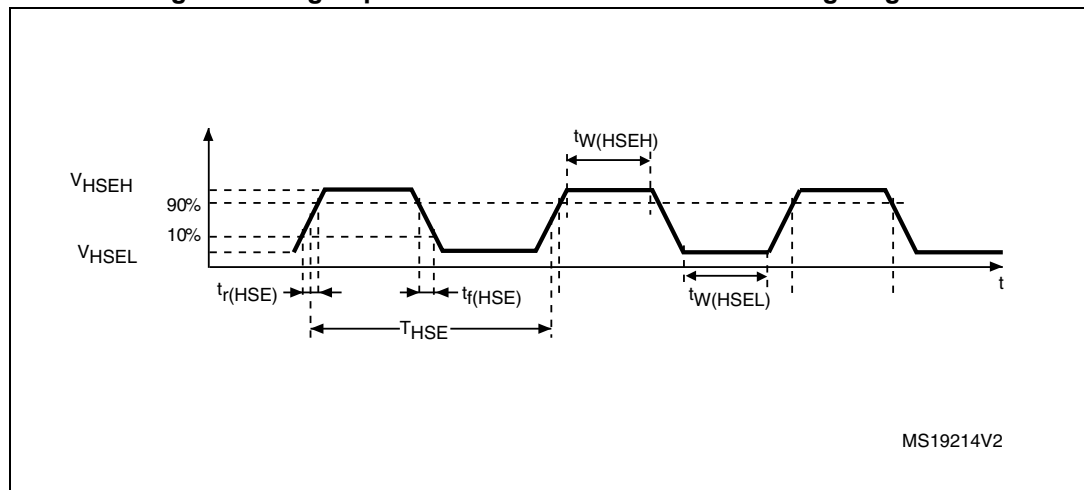 tW(HSEH)
VHSEH
90%
10%
VHSEL
tr(HSE)
tf(HSE)
tW(HSEL)
t
THSE
MS19214V2